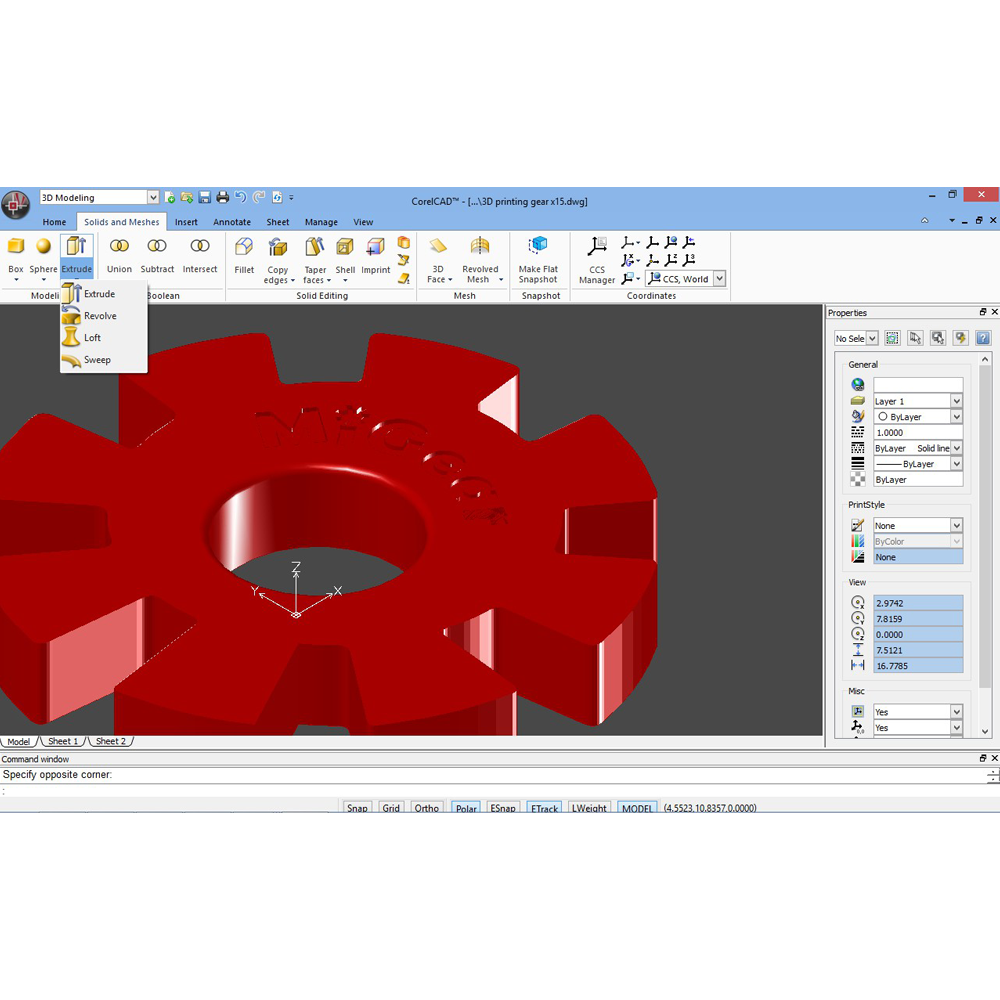 3D Modeling
CorelCAD™ - [...\3D printing gear x15.dwg]
Home Solids and Meshes Insert Annotate Sheet Manage View
Box Sphere Extrude Union Subtract Intersect Fillet Copy edges Taper faces Shell Imprint 3D Face Revolved Mesh Make Flat Snapshot CCS Manager CCS, World
Boolean Solid Editing Mesh Snapshot Coordinates
Extrude
Revolve
Loft
Sweep
Z
Y X
Properties
No Sele
General
Layer 1
ByLayer
1.0000
ByLayer Solid line
ByLayer
ByLayer
PrintStyle
None
ByColor
None
View
2.9742
7.8159
0.0000
7.5121
16.7785
Misc
Yes
Yes
Model Sheet 1 Sheet 2
Command window
Specify opposite corner:
:
Snap Grid Ortho Polar ESnap ETrack LWeight MODEL (4.5523,10.8357,0.0000)